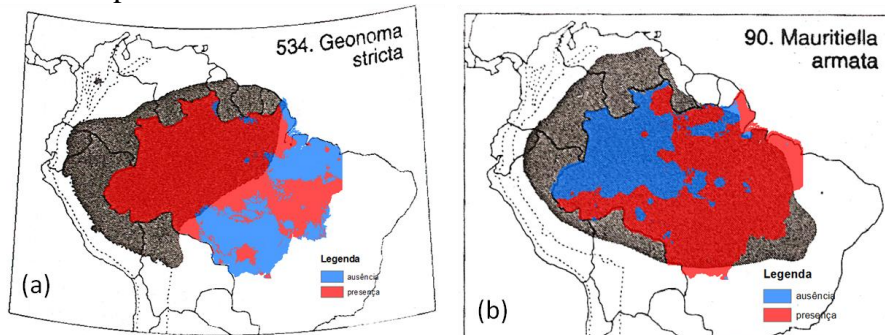 534. Geonoma
stricta
(a)
Legenda
ausência
presença
90. Mauritiella
armata
(b)
Legenda
ausência
presença